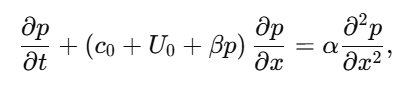 ∂p/∂t + (c₀ + U₀ + βp) ∂p/∂x = α ∂²p/∂x²,